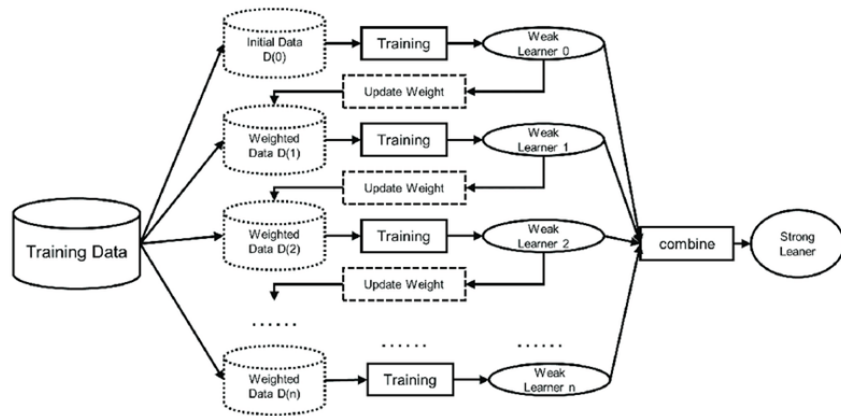 Initial Data
D(0)
Training
Weak
Learner 0
Update Weight
Weighted
Data D(1)
Training
Weak
Learner 1
Update Weight
Training Data
Weighted
Data D(2)
Training
Weak
Learner 2
combine
Strong
Leaner
Update Weight
......
......
......
Weighted
Data D(n)
Training
Weak
Learner n